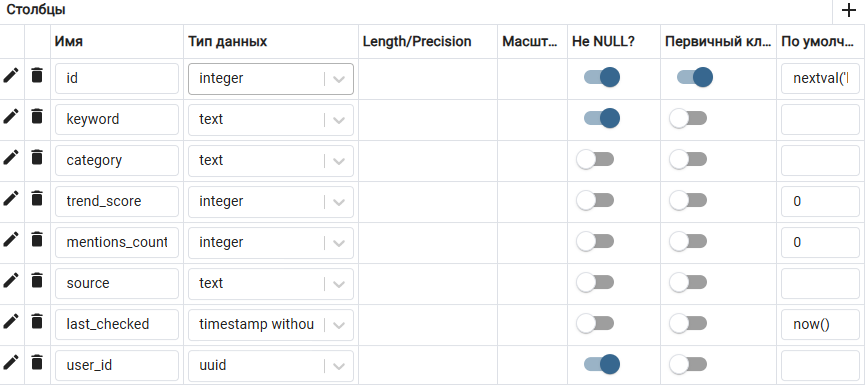 Столбцы
Имя Тип данных Length/Precision Масшт... Не NULL? Первичный кл... По умолч...
id integer nextval('
keyword text
category text
trend_score integer 0
mentions_count integer 0
source text
last_checked timestamp withou now()
user_id uuid